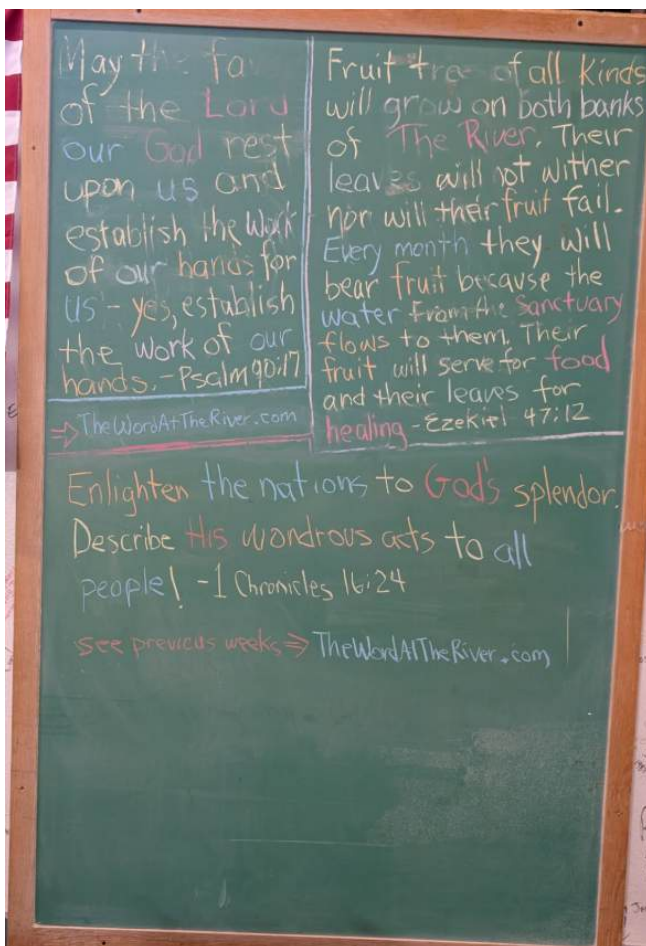 May the fa
of the Lord
our God rest
upon us and
establish the work
of our hands for
us - yes, establish
the work of our
hands. - Psalm 90:17
⇒ TheWordAtTheRiver.com
Fruit tree of all kinds
will grow on both banks
of The River. Their
leaves will not wither
nor will their fruit fail.
Every month they will
bear fruit because the
water from the Sanctuary
flows to them. Their
fruit will serve for food
and their leaves for
healing - Ezekiel 47:12
Enlighten the nations to God's splendor.
Describe His wondrous acts to all
people! - 1 Chronicles 16:24
see previous weeks ⇒ TheWordAtTheRiver.com